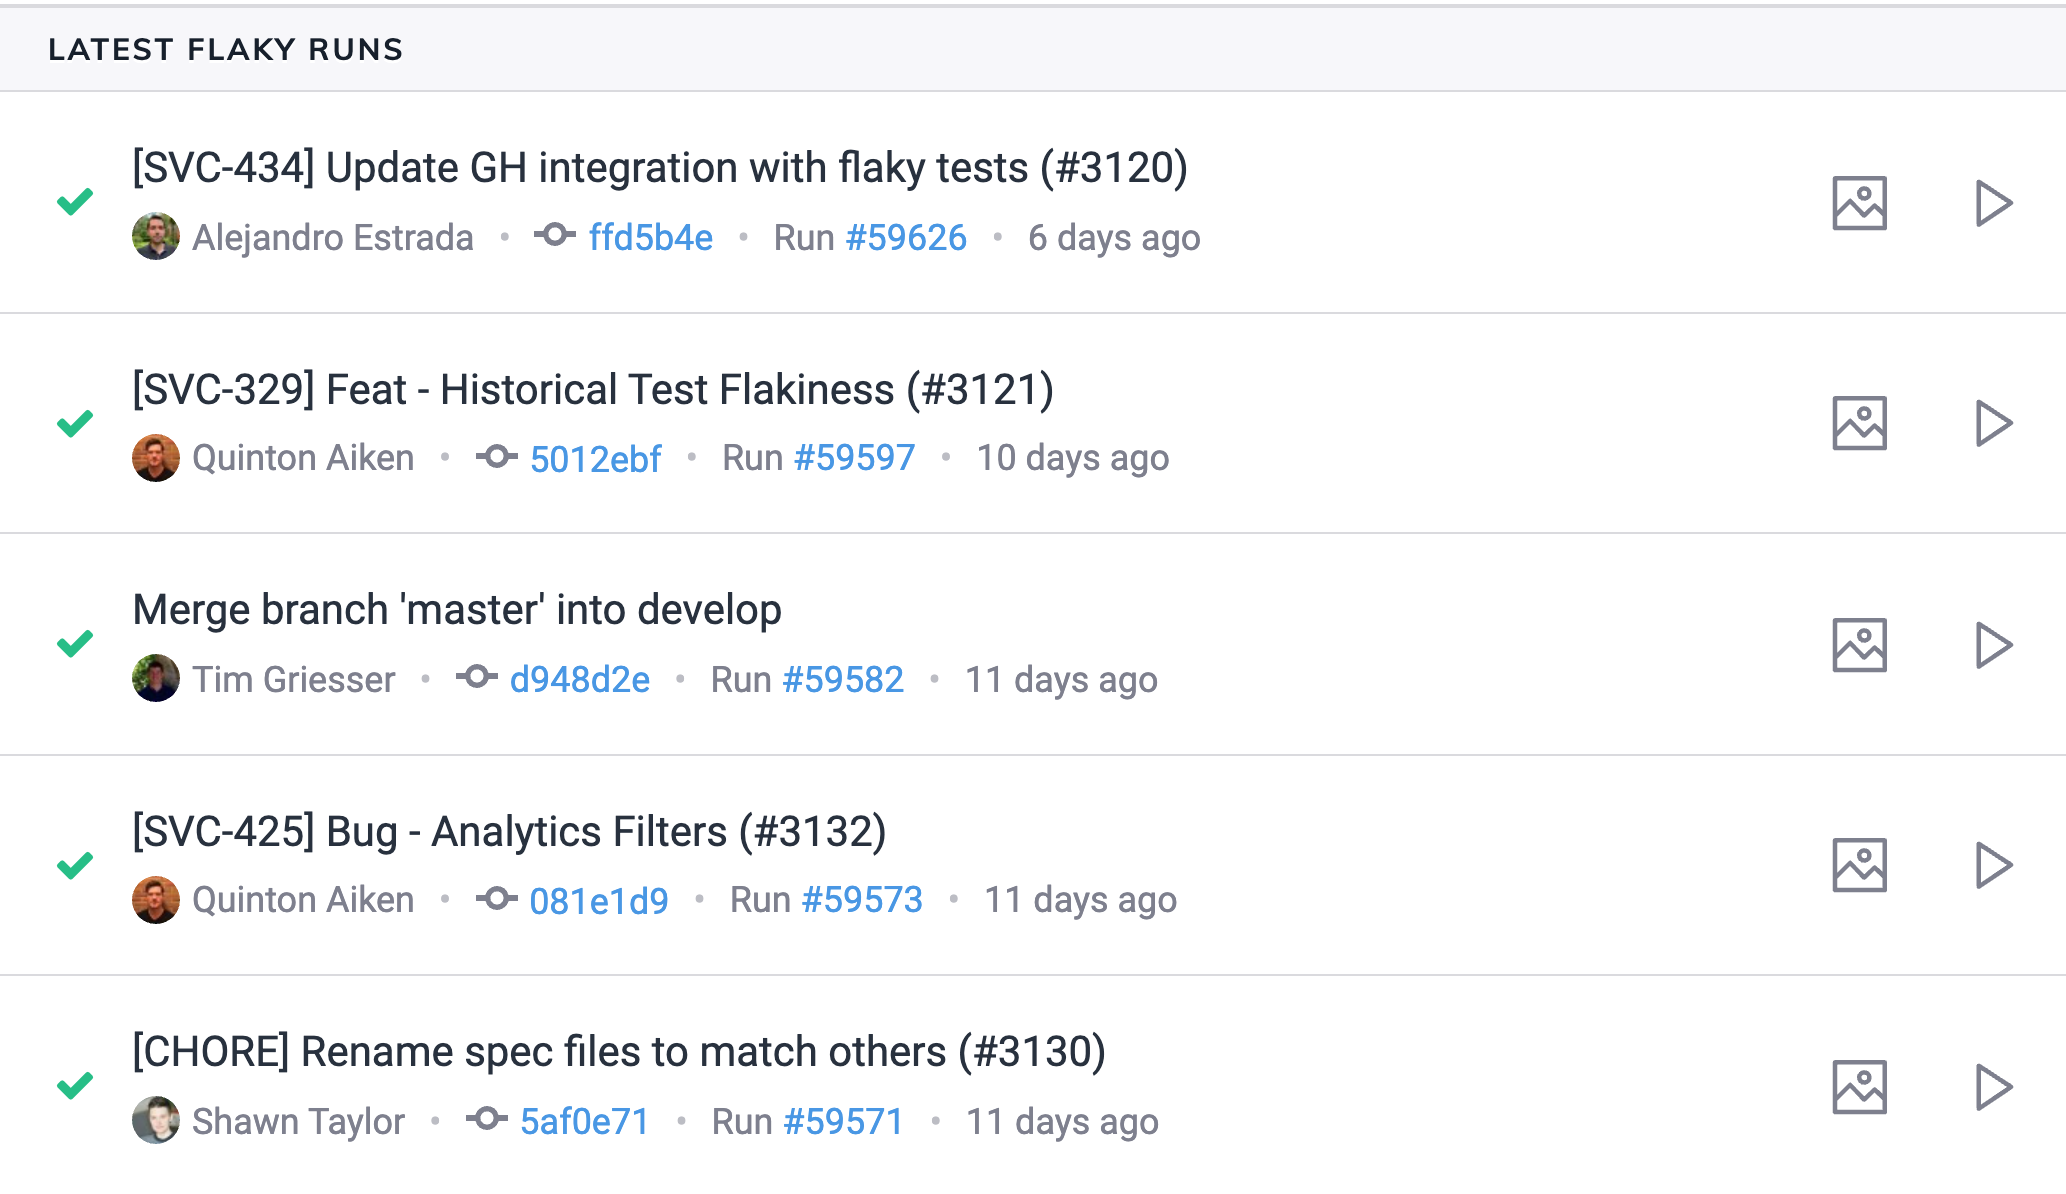 LATEST FLAKY RUNS
[SVC-434] Update GH integration with flaky tests (#3120)
Alejandro Estrada • ffd5b4e • Run #59626 • 6 days ago
[SVC-329] Feat - Historical Test Flakiness (#3121)
Quinton Aiken • 5012ebf • Run #59597 • 10 days ago
Merge branch 'master' into develop
Tim Griesser • d948d2e • Run #59582 • 11 days ago
[SVC-425] Bug - Analytics Filters (#3132)
Quinton Aiken • 081e1d9 • Run #59573 • 11 days ago
[CHORE] Rename spec files to match others (#3130)
Shawn Taylor • 5af0e71 • Run #59571 • 11 days ago